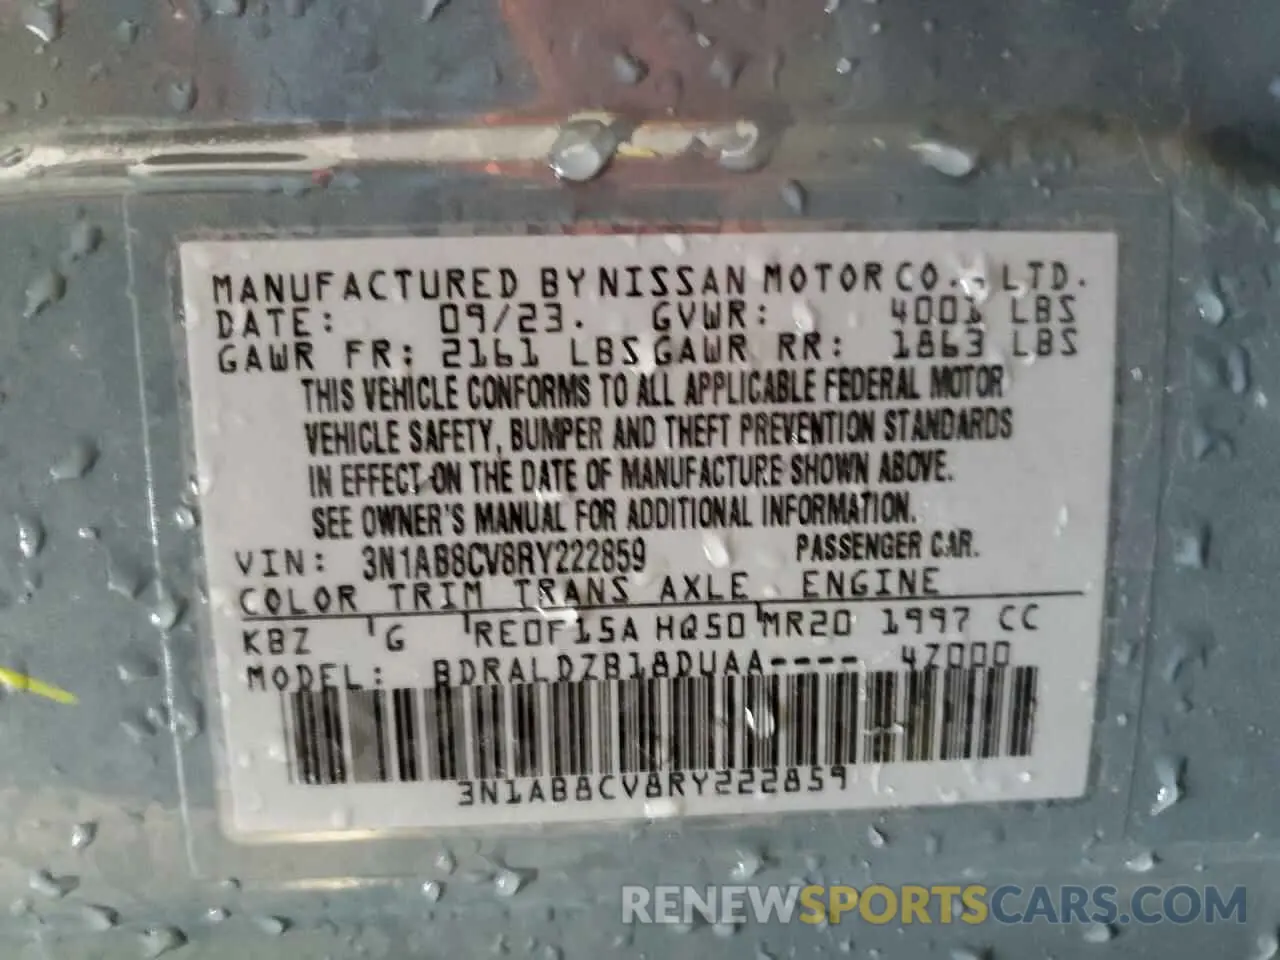 MANUFACTURED BY NISSAN MOTOR CO., LTD.
DATE: 09/23. GVWR: 4001 LBS
GAWR FR: 2161 LBS GAWR RR: 1863 LBS
THIS VEHICLE CONFORMS TO ALL APPLICABLE FEDERAL MOTOR
VEHICLE SAFETY, BUMPER AND THEFT PREVENTION STANDARDS
IN EFFECT ON THE DATE OF MANUFACTURE SHOWN ABOVE.
SEE OWNER'S MANUAL FOR ADDITIONAL INFORMATION.
VIN: 3N1AB8CV8RY222859 PASSENGER CAR.
COLOR TRIM TRANS AXLE ENGINE
KBZ G RE0F15A HQ50 MR20 1997 CC
MODEL: BDRALDZB18DUAA---- 4Z000
3N1AB8CV8RY222859
RENEWSPORTSCARS.COM